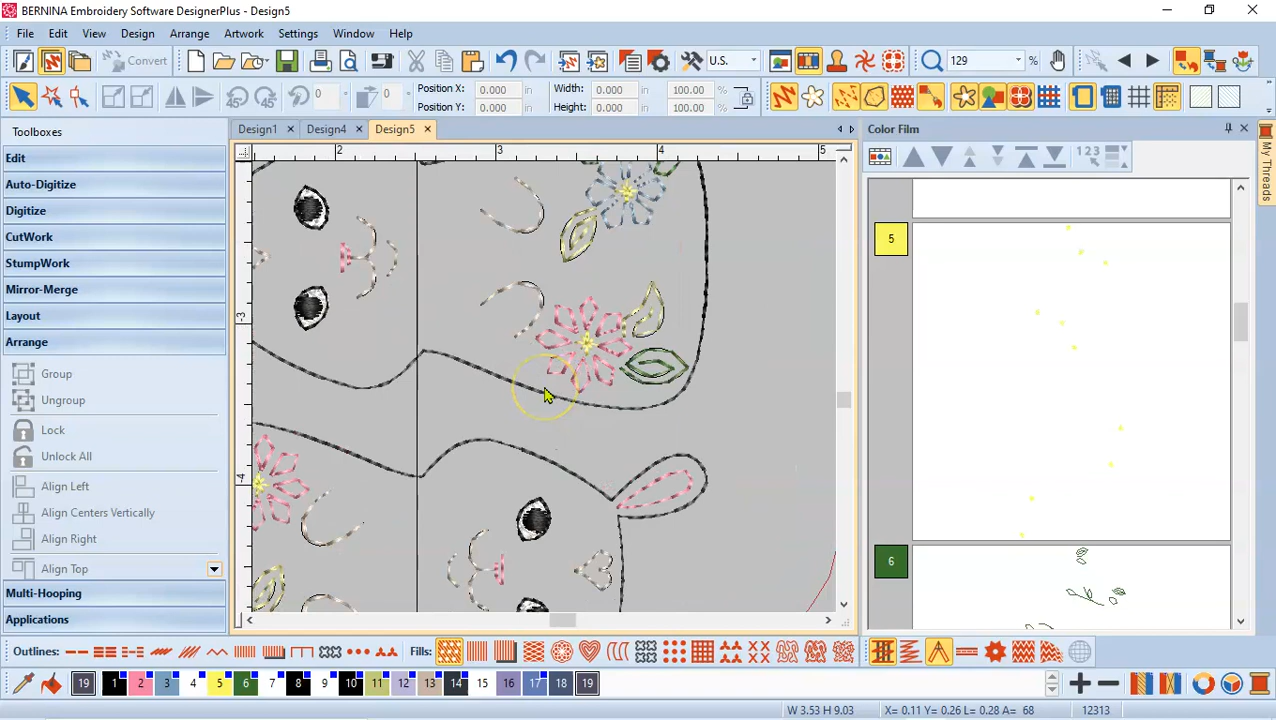 BERNINA Embroidery Software DesignerPlus - Design5
File Edit View Design Arrange Artwork Settings Window Help
Convert U.S. 129 %
45 45 0 0 Position X: 0.000 in Width: 0.000 in 100.00 %
Position Y: 0.000 in Height: 0.000 in 100.00 %
Toolboxes Design1 Design4 Design5 Color Film
2 3 4 5
Edit
Auto-Digitize
Digitize
CutWork
StumpWork
Mirror-Merge
Layout
Arrange
Group
Ungroup
Lock
Unlock All
Align Left
Align Centers Vertically
Align Right
Align Top
Multi-Hooping
Applications
-3
-4
1 2 3
5
6
My Threads
Outlines: Fills:
19 1 2 3 4 5 6 7 8 9 10 11 12 13 14 15 16 17 18 19
W 3.53 H 9.03 X= 0.11 Y= 0.26 L= 0.28 A= 68 12313